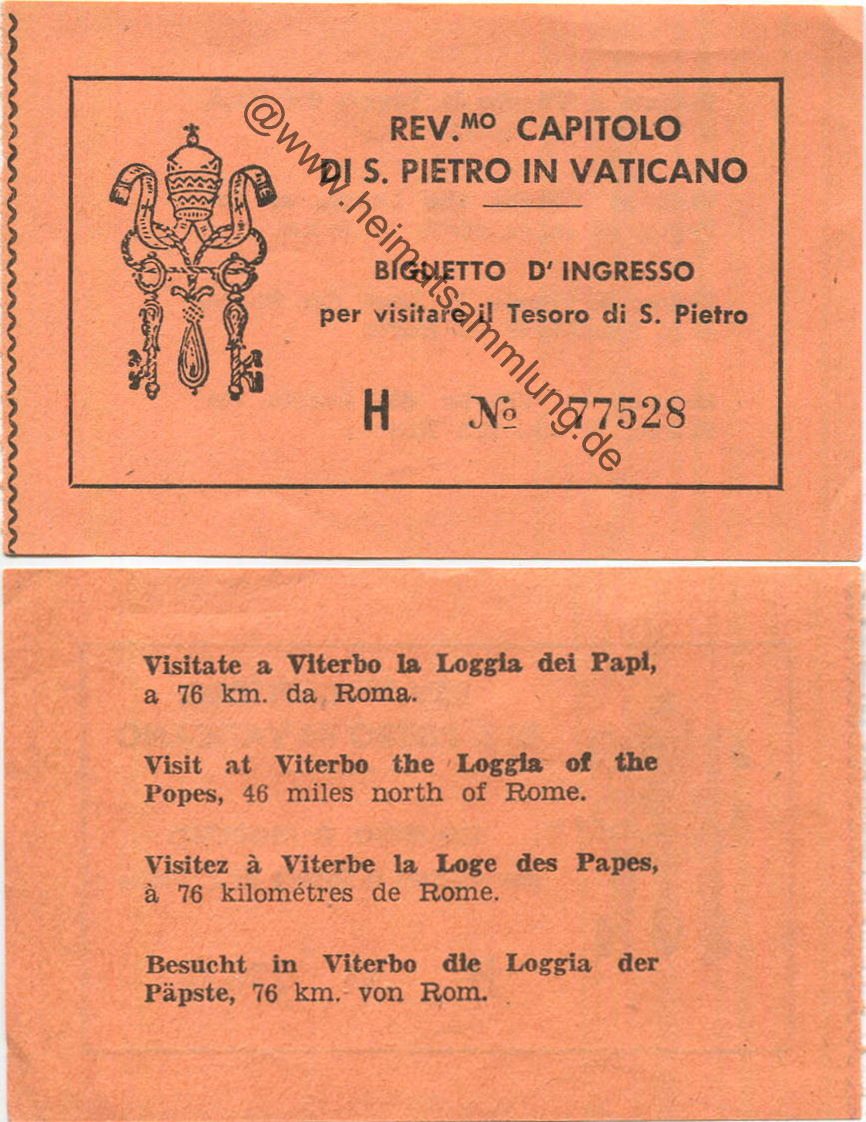 REV.MO CAPITOLO
DI S. PIETRO IN VATICANO
BIGLIETTO D'INGRESSO
per visitare il Tesoro di S. Pietro
H № 77528
@www.heimatsammlung.de
Visitate a Viterbo la Loggia dei Papi,
a 76 km. da Roma.
Visit at Viterbo the Loggia of the
Popes, 46 miles north of Rome.
Visitez à Viterbe la Loge des Papes,
à 76 kilométres de Rome.
Besucht in Viterbo die Loggia der
Päpste, 76 km. von Rom.